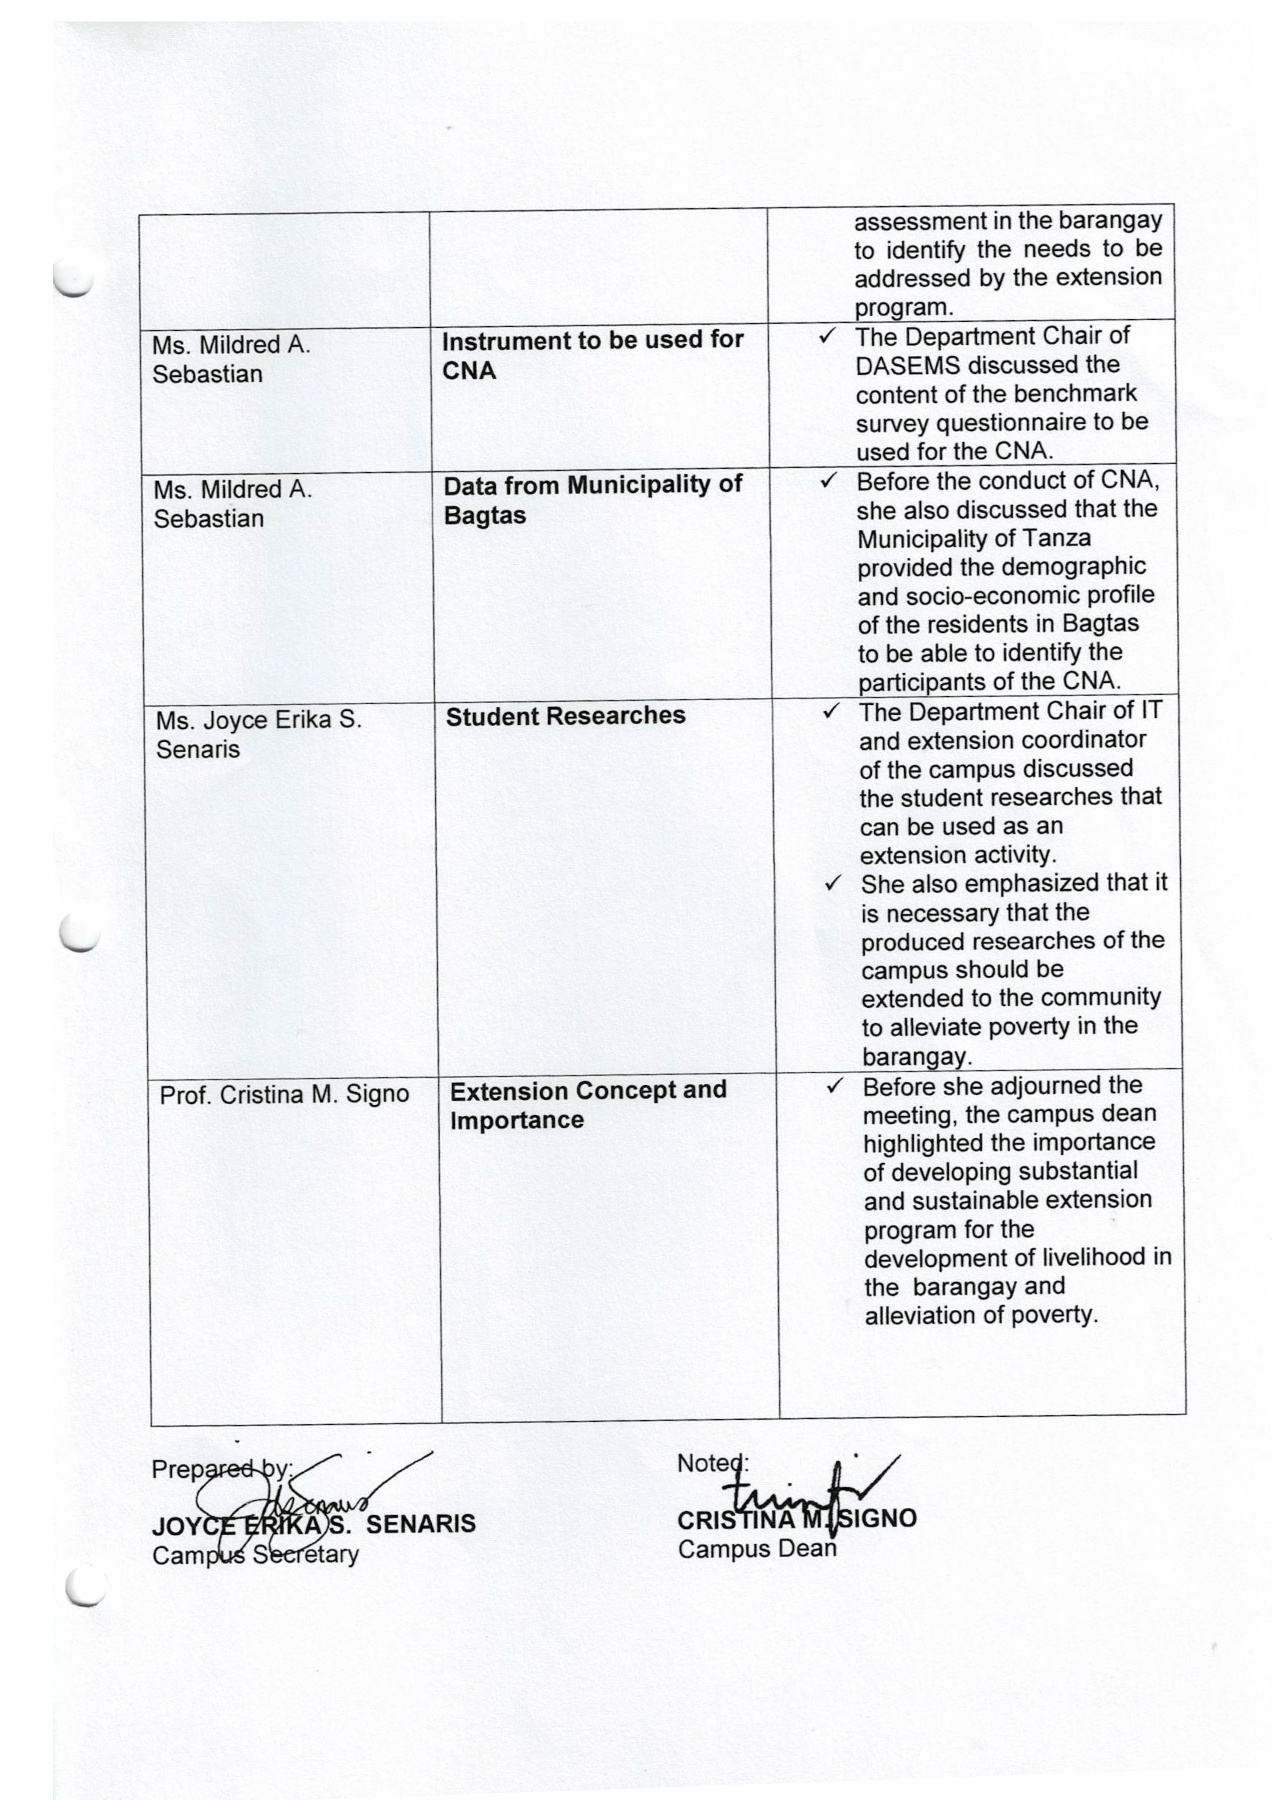 assessment in the barangay
to identify the needs to be
addressed by the extension
program.
Ms. Mildred A.
Sebastian
Instrument to be used for
CNA
✓ The Department Chair of
DASEMS discussed the
content of the benchmark
survey questionnaire to be
used for the CNA.
Ms. Mildred A.
Sebastian
Data from Municipality of
Bagtas
✓ Before the conduct of CNA,
she also discussed that the
Municipality of Tanza
provided the demographic
and socio-economic profile
of the residents in Bagtas
to be able to identify the
participants of the CNA.
Ms. Joyce Erika S.
Senaris
Student Researches
✓ The Department Chair of IT
and extension coordinator
of the campus discussed
the student researches that
can be used as an
extension activity.
✓ She also emphasized that it
is necessary that the
produced researches of the
campus should be
extended to the community
to alleviate poverty in the
barangay.
Prof. Cristina M. Signo
Extension Concept and
Importance
✓ Before she adjourned the
meeting, the campus dean
highlighted the importance
of developing substantial
and sustainable extension
program for the
development of livelihood in
the barangay and
alleviation of poverty.
Prepared by:
JOYCE ERIKA S. SENARIS
Campus Secretary
Noted:
CRISTINA M. SIGNO
Campus Dean